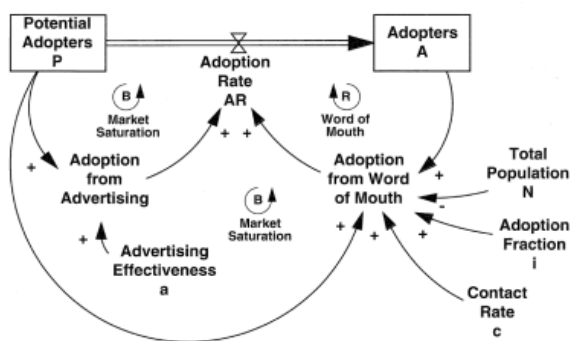 Potential
Adopters
P
Adopters
A
Adoption
Rate
AR
B
Market
Saturation
R
Word of
Mouth
+
+
+
Adoption
from
Advertising
Adoption
from Word
of Mouth
+
Total
Population
N
-
B
Market
Saturation
+
Adoption
Fraction
i
+
+
+
Advertising
Effectiveness
a
Contact
Rate
c